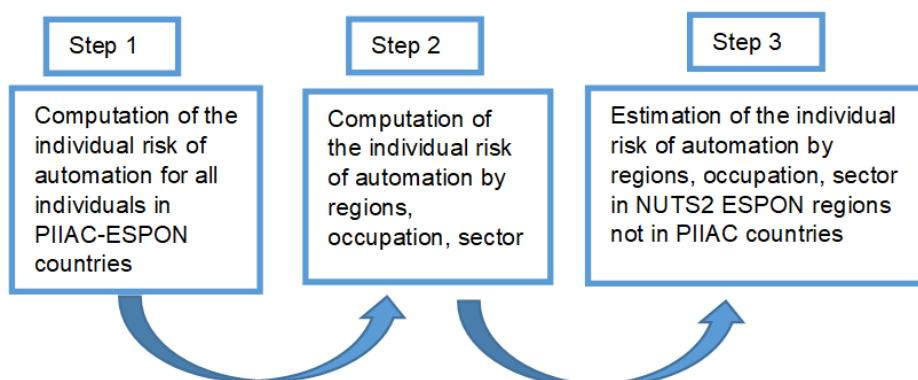 Step 1
Computation of the
individual risk of
automation for all
individuals in
PIIAC-ESPON
countries
Step 2
Computation of
the individual risk
of automation by
regions,
occupation, sector
Step 3
Estimation of the individual
risk of automation by
regions, occupation, sector
in NUTS2 ESPON regions
not in PIIAC countries